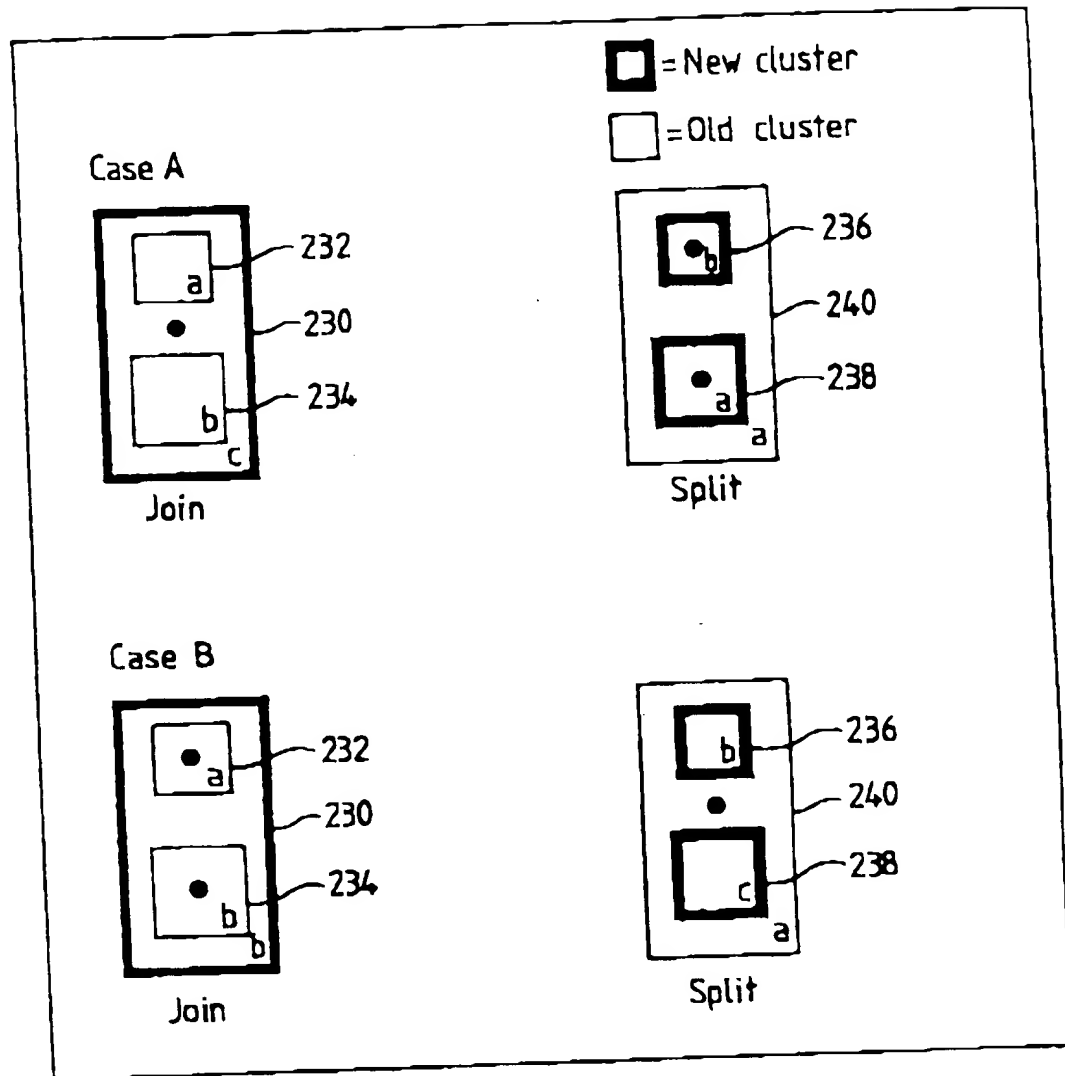 =New cluster
=Old cluster
Case A
a
232
230
b
234
c
Join
b
236
240
a
238
a
Split
Case B
a
232
230
b
234
b
Join
b
236
240
c
238
a
Split